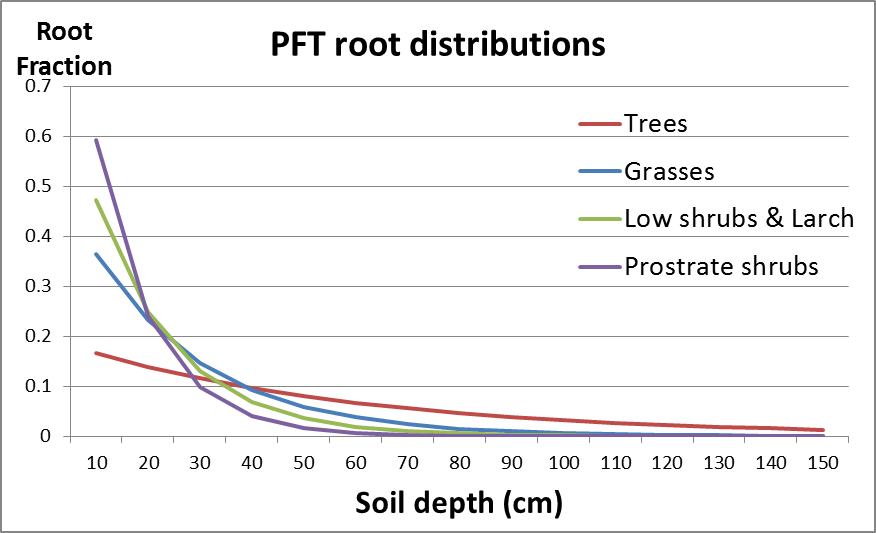 Root
Fraction
PFT root distributions
0.7
0.6
0.5
0.4
0.3
0.2
0.1
0
Trees
Grasses
Low shrubs & Larch
Prostrate shrubs
10 20 30 40 50 60 70 80 90 100 110 120 130 140 150
Soil depth (cm)